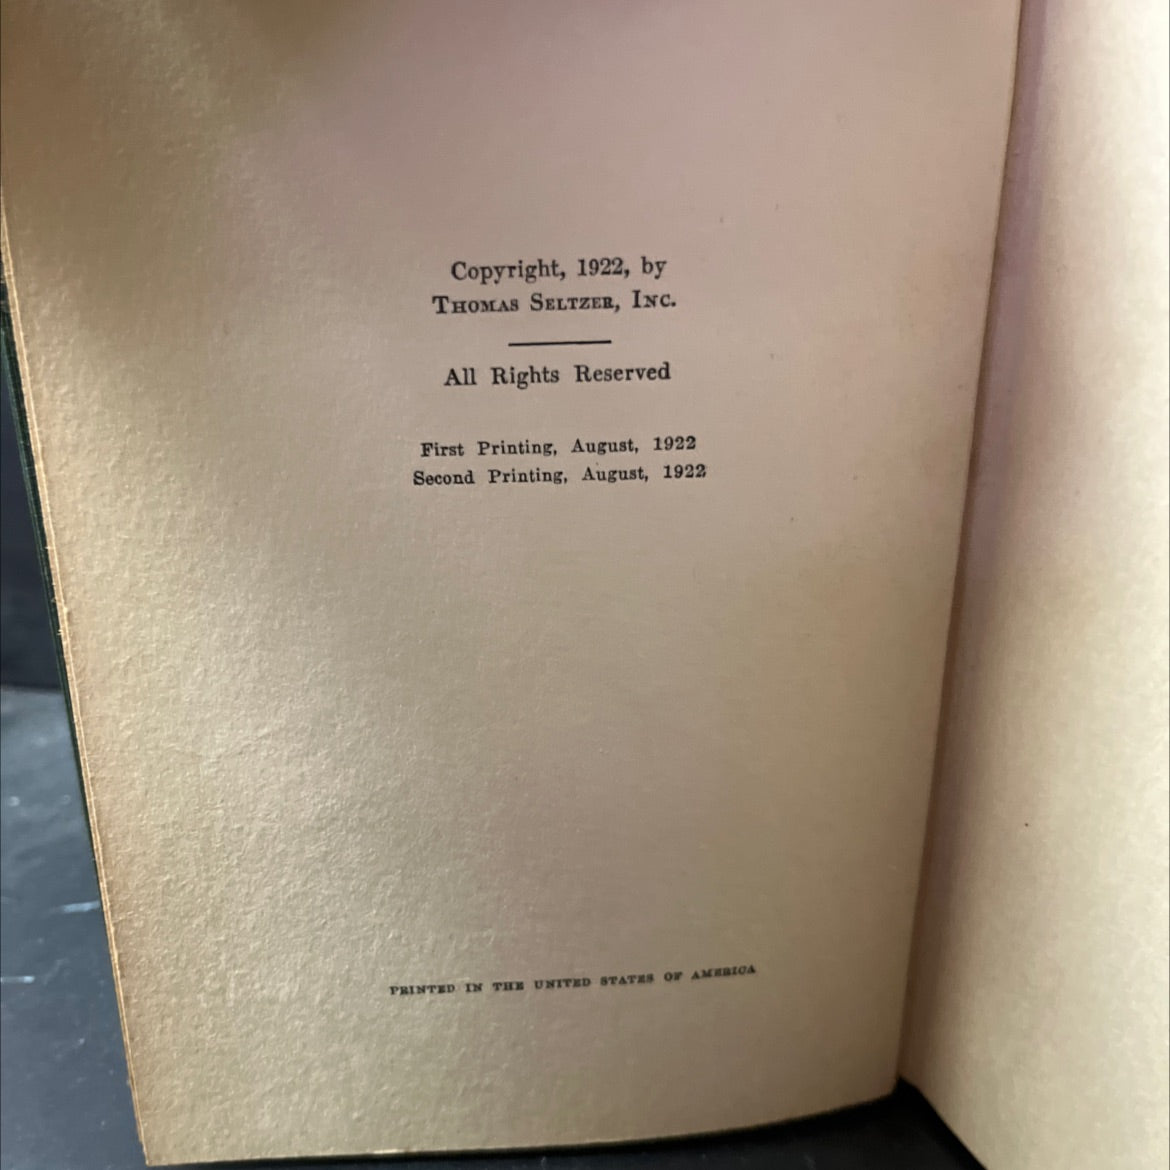 Copyright, 1922, by
THOMAS SELTZER, INC.
All Rights Reserved
First Printing, August, 1922
Second Printing, August, 1922
PRINTED IN THE UNITED STATES OF AMERICA